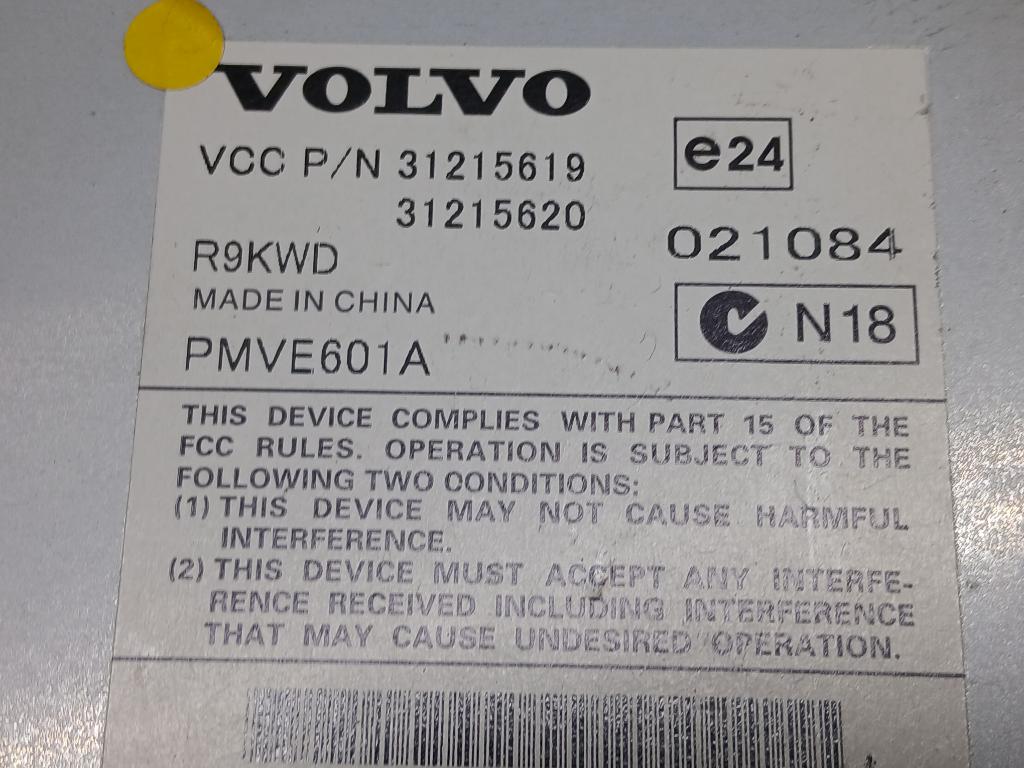 VOLVO
VCC P/N 31215619
31215620
e24
021084
R9KWD
MADE IN CHINA
PMVE601A
N18
THIS DEVICE COMPLIES WITH PART 15 OF THE
FCC RULES. OPERATION IS SUBJECT TO THE
FOLLOWING TWO CONDITIONS:
(1) THIS DEVICE MAY NOT CAUSE HARMFUL
INTERFERENCE.
(2) THIS DEVICE MUST ACCEPT ANY INTERFE-
RENCE RECEIVED INCLUDING INTERFERENCE
THAT MAY CAUSE UNDESIRED OPERATION.